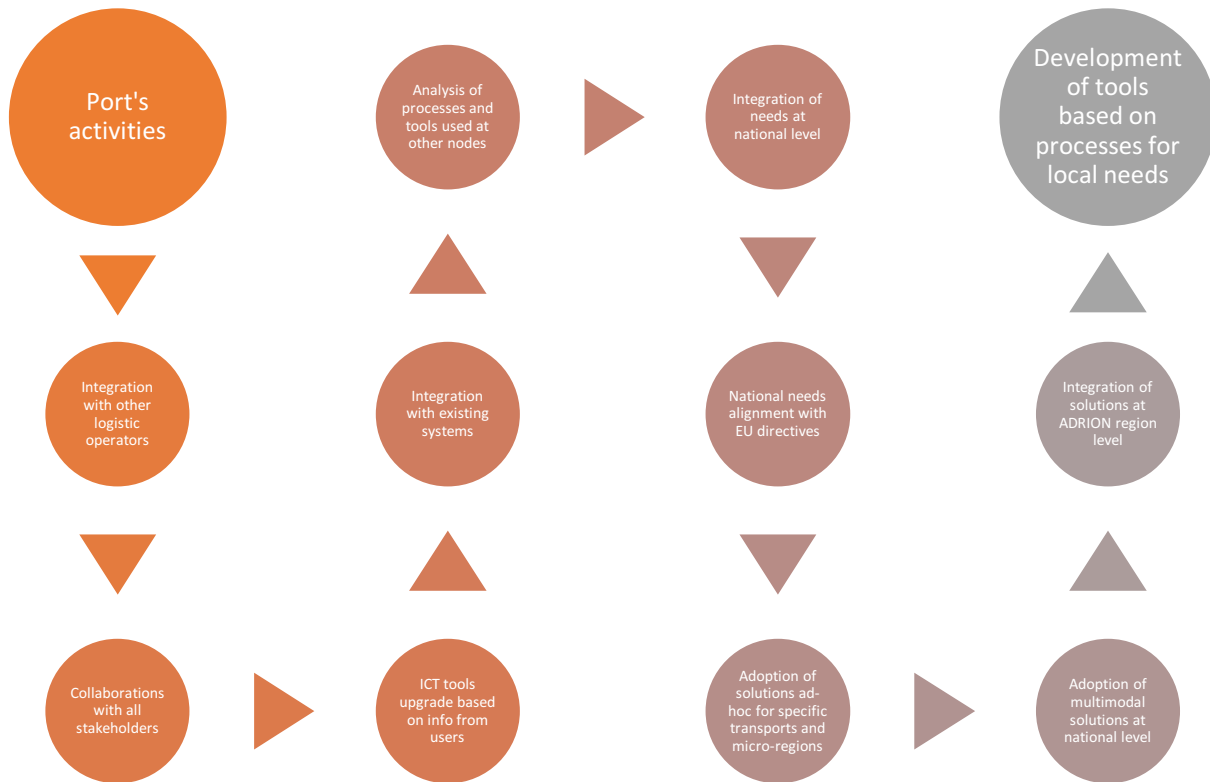 Port's
activities
Integration
with other
logistic
operators
Collaborations
with all
stakeholders
ICT tools
upgrade based
on info from
users
Integration
with existing
systems
Analysis of
processes and
tools used at
other nodes
Integration of
needs at
national level
National needs
alignment with
EU directives
Adoption of
solutions ad-
hoc for specific
transports and
micro-regions
Adoption of
multimodal
solutions at
national level
Integration of
solutions at
ADRION region
level
Development
of tools
based on
processes for
local needs